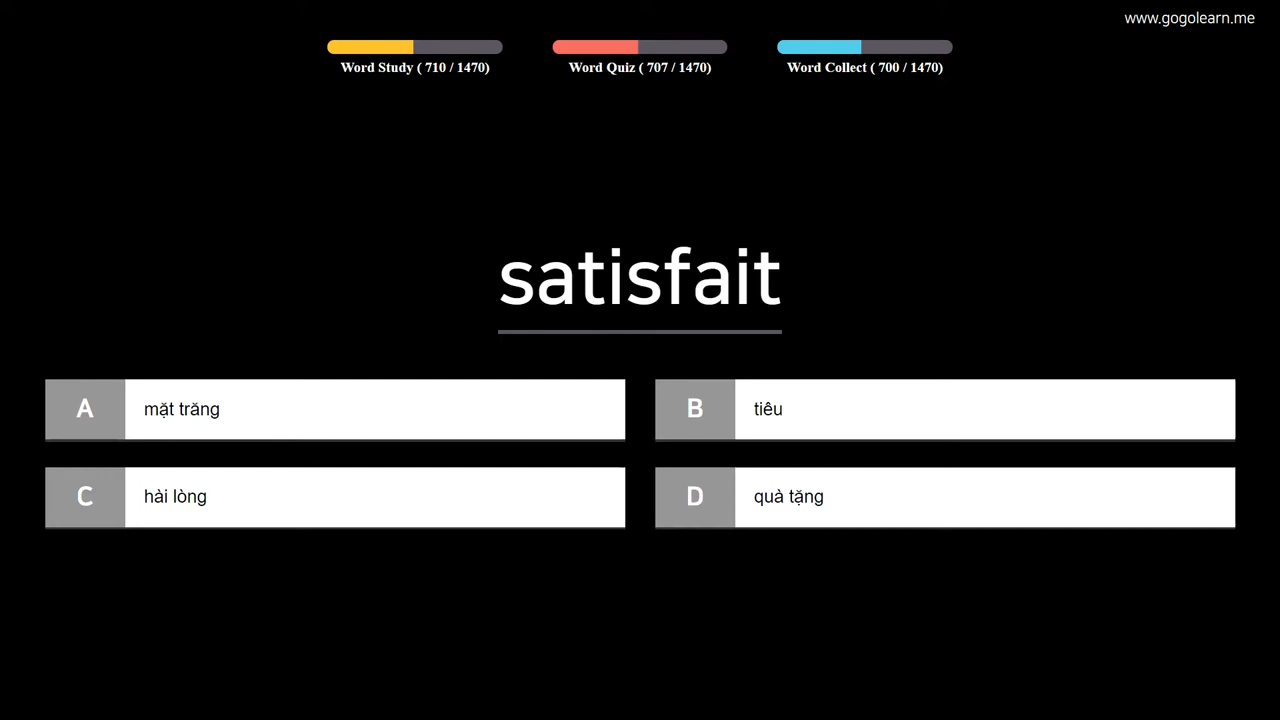 www.gogolearn.me
Word Study ( 710 / 1470)
Word Quiz ( 707 / 1470)
Word Collect ( 700 / 1470)
satisfait
A mặt trăng
B tiêu
C hài lòng
D quà tặng